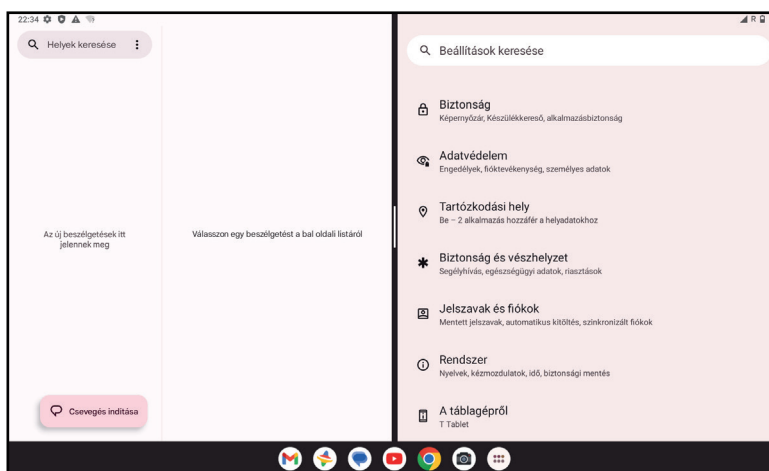 22:34
R
Helyek keresése
Az új beszélgetések itt
jelennek meg
Csevegés indítása
Válasszon egy beszélgetést a bal oldali listáról
Beállítások keresése
Biztonság
Képernyőzár, Készülékkereső, alkalmazásbiztonság
Adatvédelem
Engedélyek, fióktevékenység, személyes adatok
Tartózkodási hely
Be – 2 alkalmazás hozzáfér a helyadatokhoz
Biztonság és vészhelyzet
Segélyhívás, egészségügyi adatok, riasztások
Jelszavak és fiókok
Mentett jelszavak, automatikus kitöltés, szinkronizált fiókok
Rendszer
Nyelvek, kézmozdulatok, idő, biztonsági mentés
A táblagépről
T Tablet